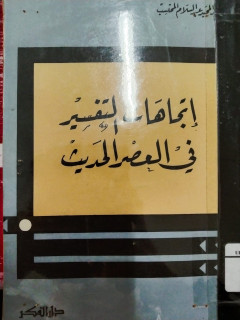 عبد السلام المحتسب
إتجاهات التفسير
في العصر الحديث
دار الفكر